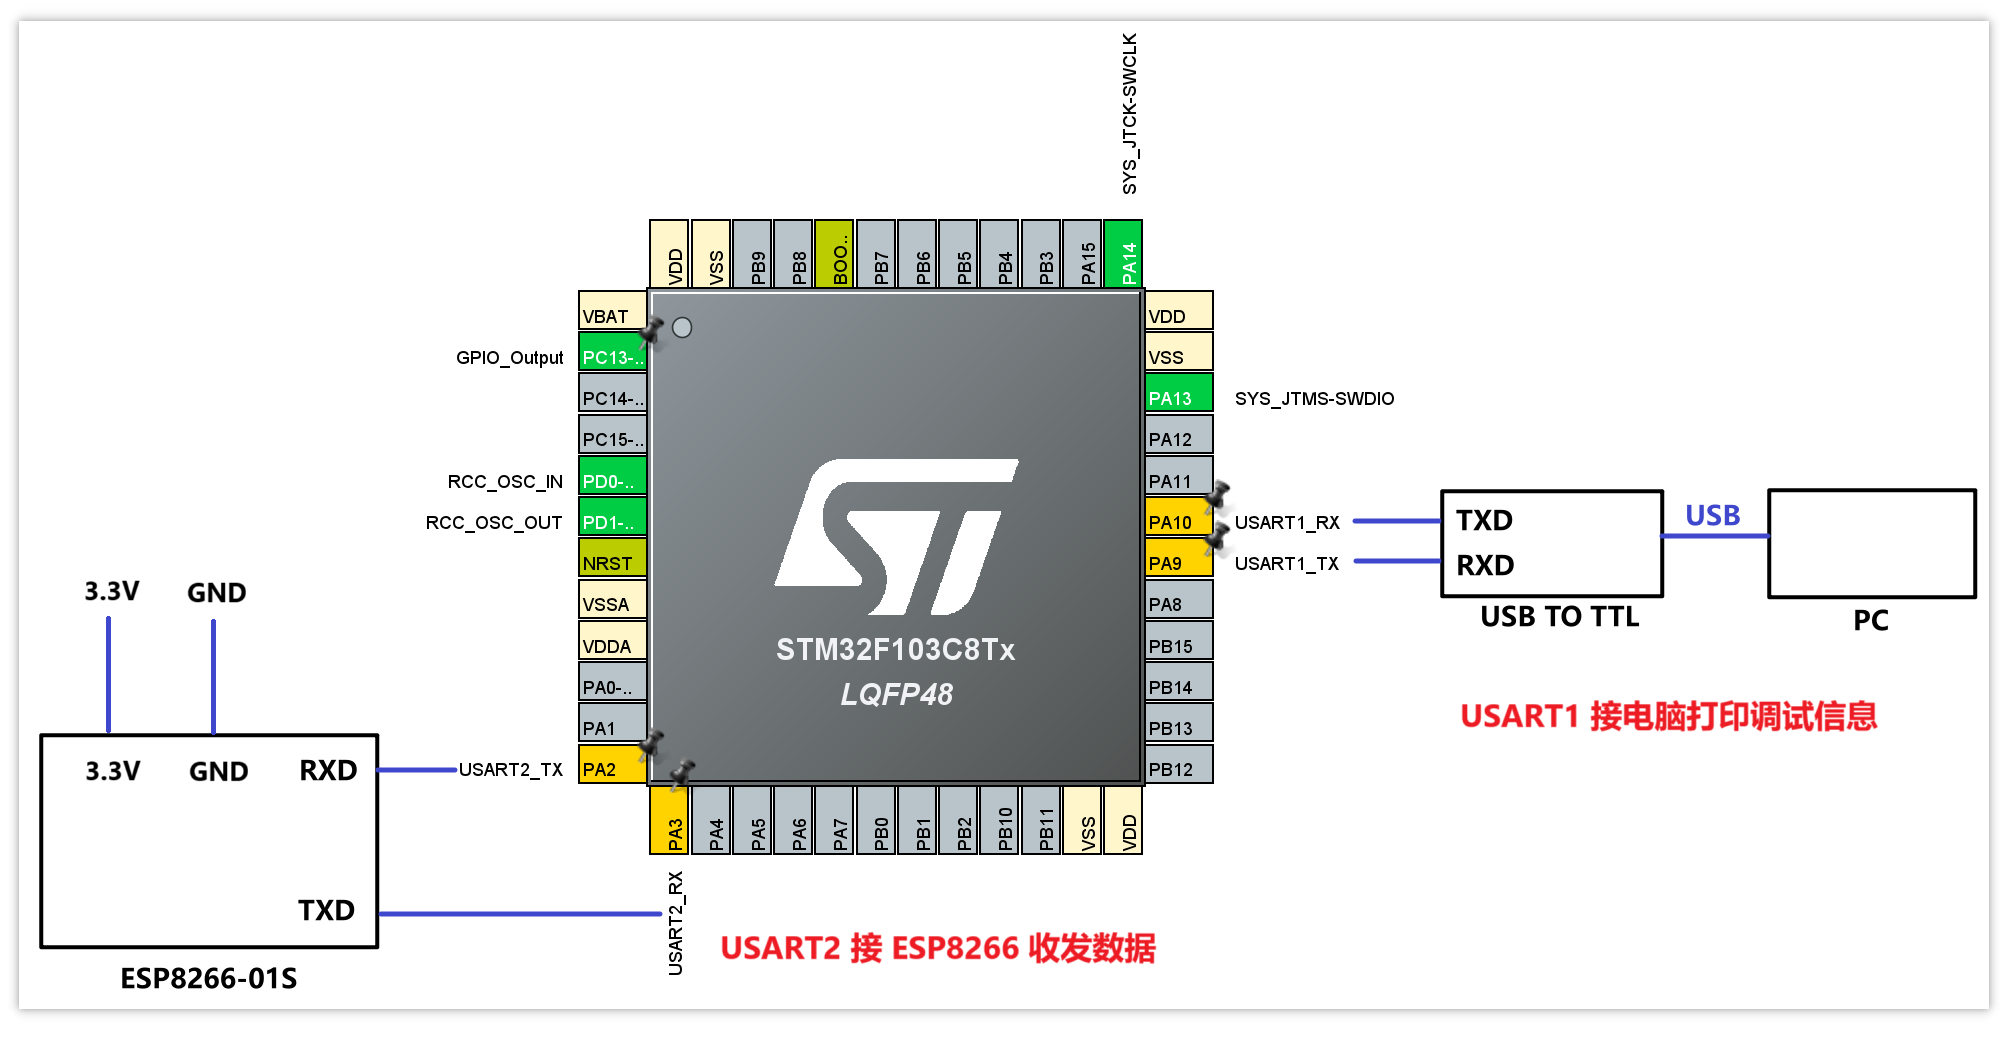 SYS_JTCK-SWCLK
VDD
VSS
PB9
PB8
BOO..
PB7
PB6
PB5
PB4
PB3
PA15
PA14
VBAT
GPIO_Output
PC13-..
PC14-..
PC15-..
RCC_OSC_IN
PD0-..
RCC_OSC_OUT
PD1-..
NRST
VSSA
VDDA
PA0-..
PA1
USART2_TX
PA2
VDD
VSS
PA13
SYS_JTMS-SWDIO
PA12
PA11
PA10
USART1_RX
PA9
USART1_TX
PA8
PB15
PB14
PB13
PB12
ST
STM32F103C8Tx
LQFP48
PA3
PA4
PA5
PA6
PA7
PB0
PB1
PB2
PB10
PB11
VSS
VDD
USART2_RX
3.3V
GND
3.3V
GND
RXD
TXD
ESP8266-01S
TXD
RXD
USB TO TTL
USB
PC
USART1 接电脑打印调试信息
USART2 接 ESP8266 收发数据